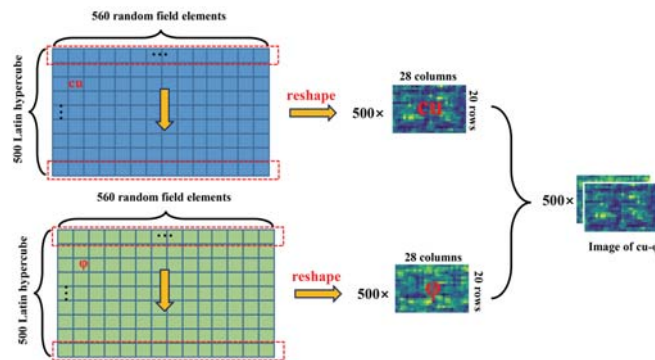 560 random field elements
500 Latin hypercube
cu
reshape
500×
28 columns
cu
20 rows
560 random field elements
500 Latin hypercube
φ
reshape
500×
28 columns
φ
20 rows
500×
Image of cu-φ